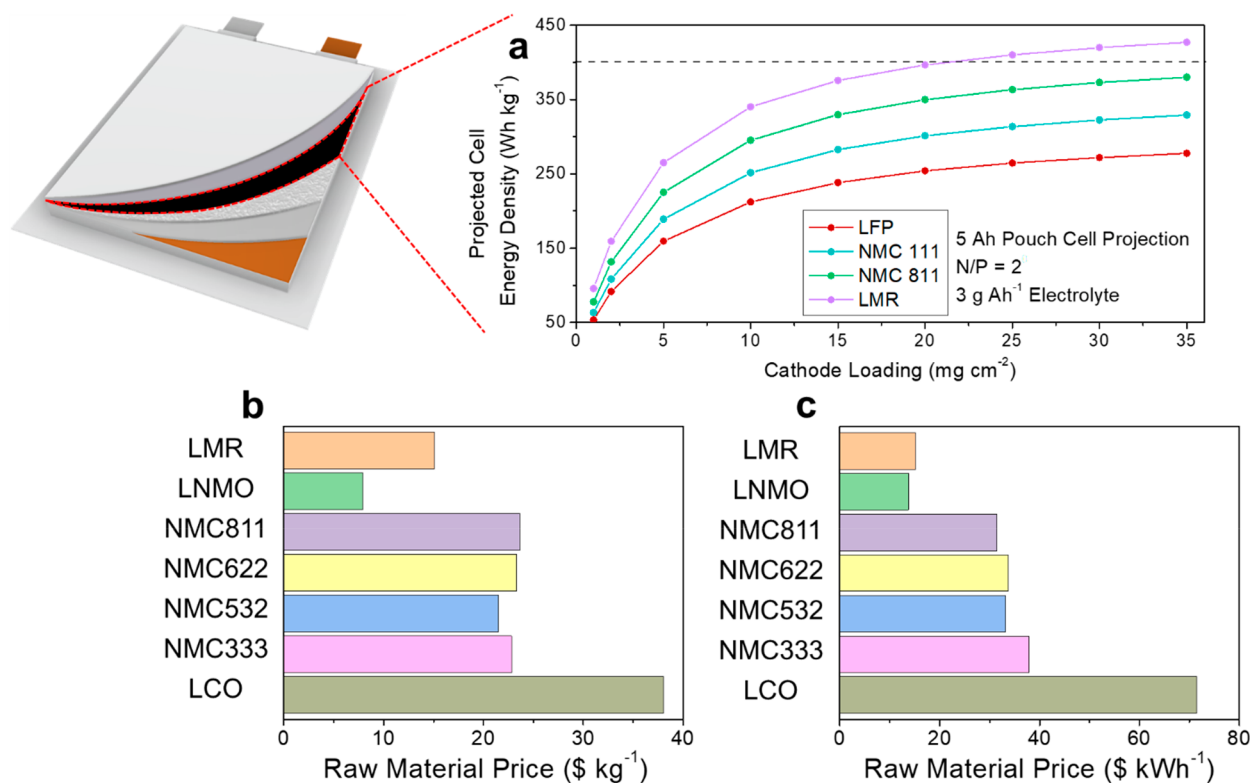 a
Projected Cell
Energy Density (Wh kg⁻¹)
450
350
250
150
50
0
5
10
15
20
25
30
35
Cathode Loading (mg cm⁻²)
LFP
NMC 111
NMC 811
LMR
5 Ah Pouch Cell Projection
N/P = 2
3 g Ah⁻¹ Electrolyte
b
LMR
LNMO
NMC811
NMC622
NMC532
NMC333
LCO
0
10
20
30
40
Raw Material Price ($ kg⁻¹)
c
LMR
LNMO
NMC811
NMC622
NMC532
NMC333
LCO
0
20
40
60
80
Raw Material Price ($ kWh⁻¹)